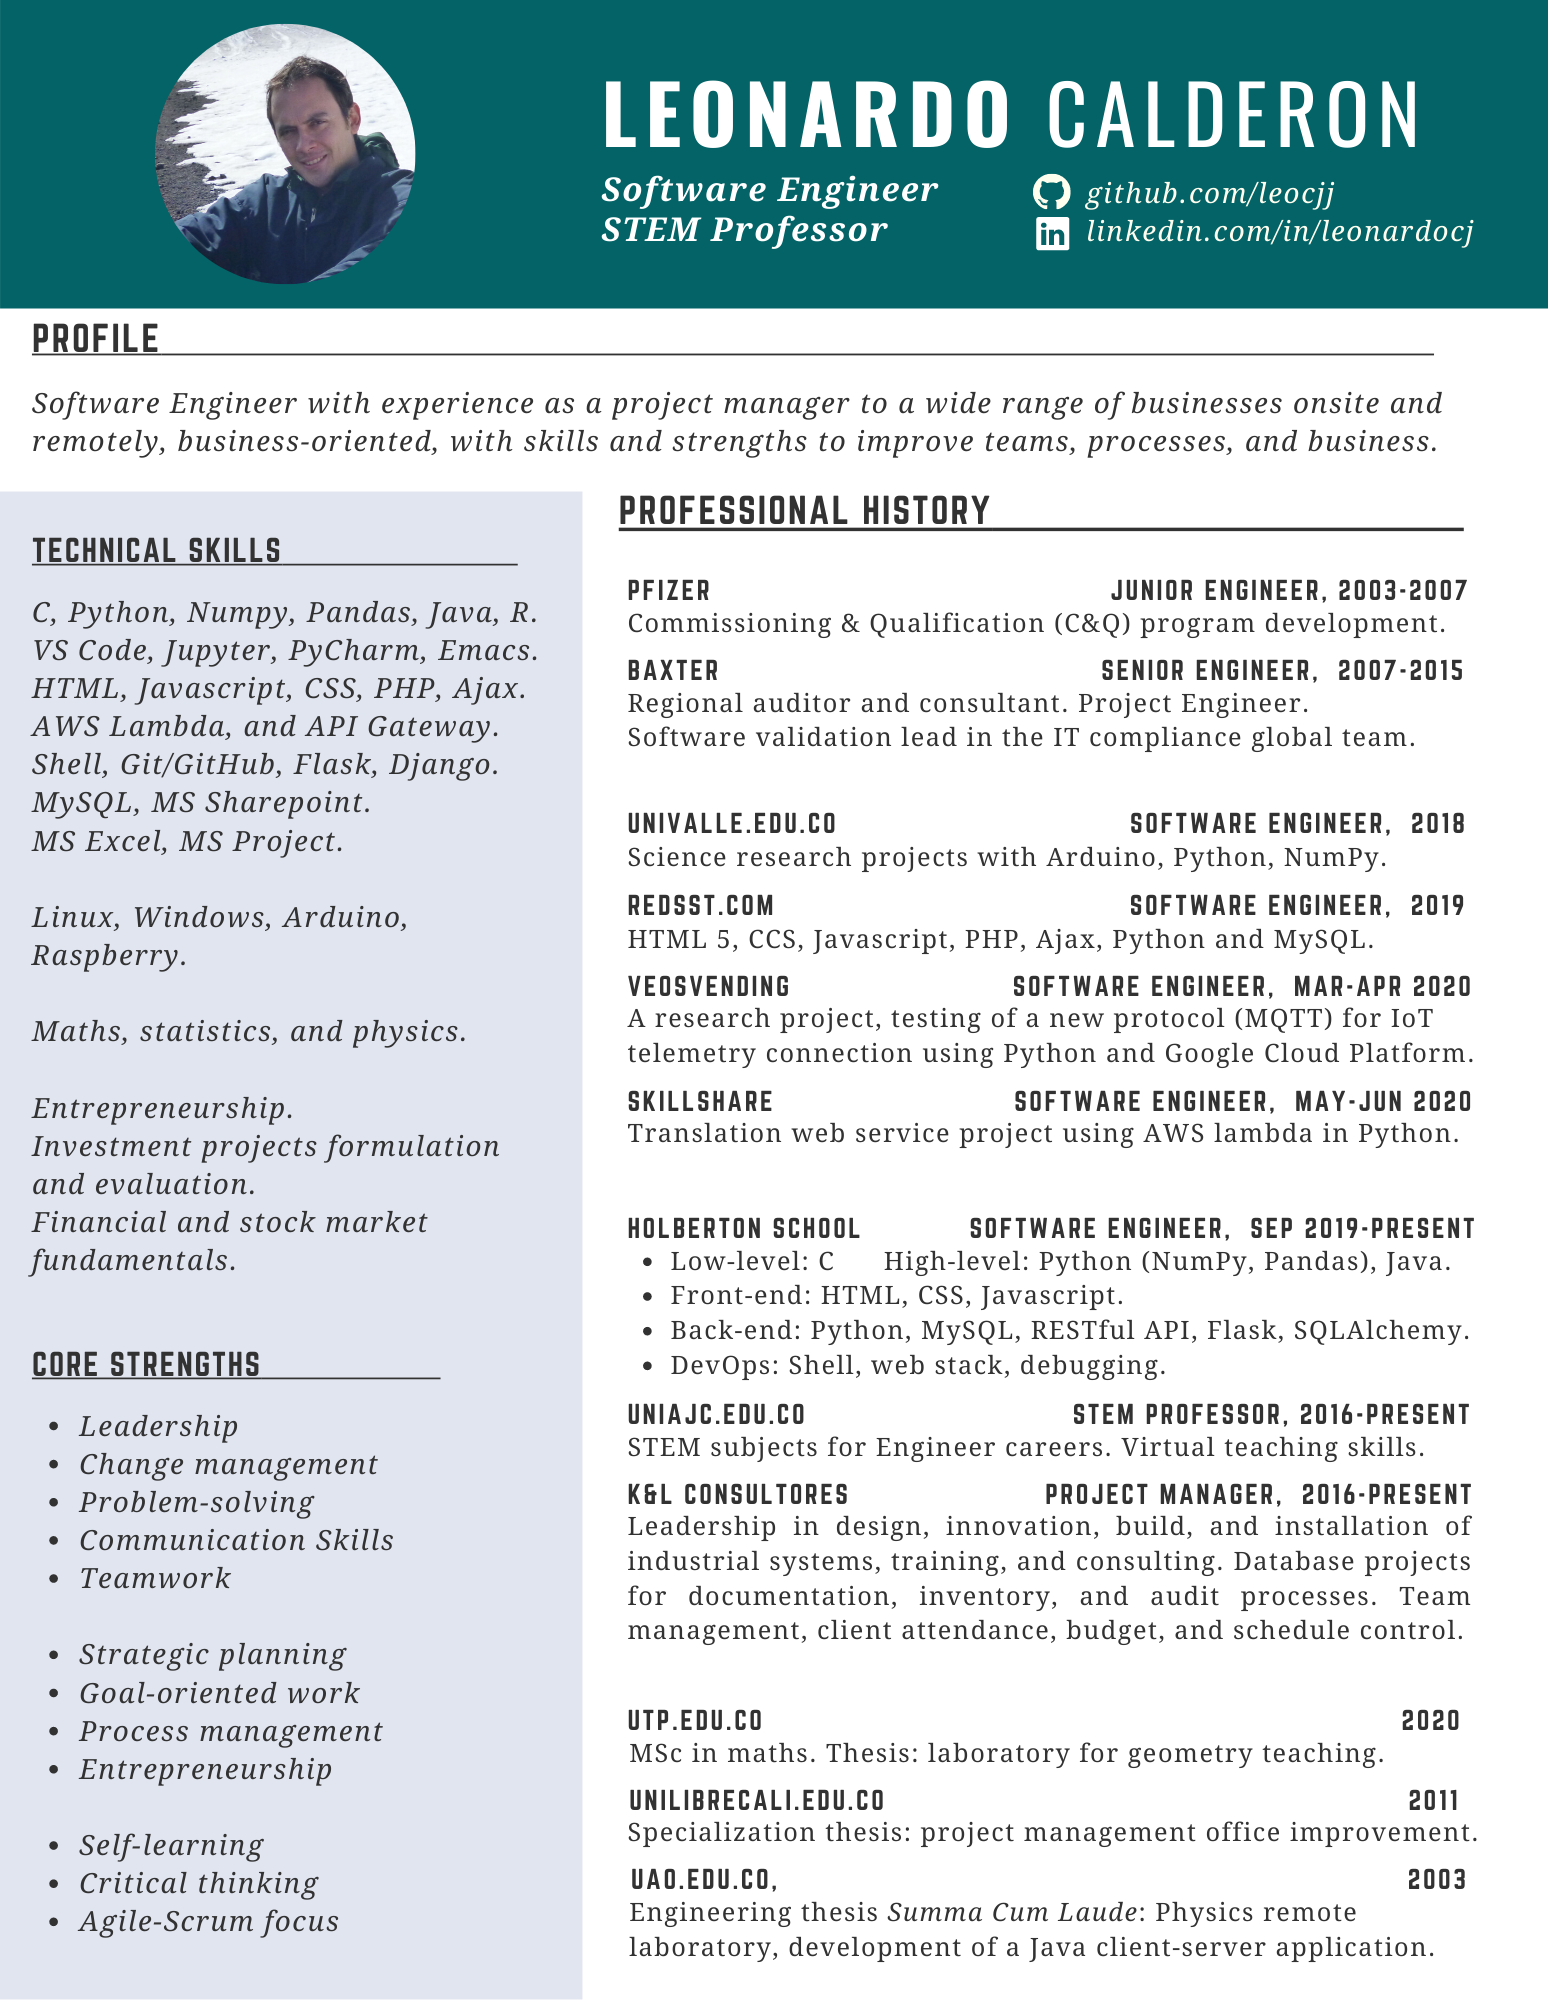 LEONARDO CALDERON
Software Engineer
STEM Professor
github.com/leocjj
linkedin.com/in/leonardocj
PROFILE
Software Engineer with experience as a project manager to a wide range of businesses onsite and
remotely, business-oriented, with skills and strengths to improve teams, processes, and business.
TECHNICAL SKILLS
C, Python, Numpy, Pandas, Java, R.
VS Code, Jupyter, PyCharm, Emacs.
HTML, Javascript, CSS, PHP, Ajax.
AWS Lambda, and API Gateway.
Shell, Git/GitHub, Flask, Django.
MySQL, MS Sharepoint.
MS Excel, MS Project.
Linux, Windows, Arduino,
Raspberry.
Maths, statistics, and physics.
Entrepreneurship.
Investment projects formulation
and evaluation.
Financial and stock market
fundamentals.
CORE STRENGTHS
• Leadership
• Change management
• Problem-solving
• Communication Skills
• Teamwork
• Strategic planning
• Goal-oriented work
• Process management
• Entrepreneurship
• Self-learning
• Critical thinking
• Agile-Scrum focus
PROFESSIONAL HISTORY
PFIZER JUNIOR ENGINEER, 2003-2007
Commissioning & Qualification (C&Q) program development.
BAXTER SENIOR ENGINEER, 2007-2015
Regional auditor and consultant. Project Engineer.
Software validation lead in the IT compliance global team.
UNIVALLE.EDU.CO SOFTWARE ENGINEER, 2018
Science research projects with Arduino, Python, NumPy.
REDSST.COM SOFTWARE ENGINEER, 2019
HTML 5, CCS, Javascript, PHP, Ajax, Python and MySQL.
VEOSVENDING SOFTWARE ENGINEER, MAR-APR 2020
A research project, testing of a new protocol (MQTT) for IoT
telemetry connection using Python and Google Cloud Platform.
SKILLSHARE SOFTWARE ENGINEER, MAY-JUN 2020
Translation web service project using AWS lambda in Python.
HOLBERTON SCHOOL SOFTWARE ENGINEER, SEP 2019-PRESENT
• Low-level: C High-level: Python (NumPy, Pandas), Java.
• Front-end: HTML, CSS, Javascript.
• Back-end: Python, MySQL, RESTful API, Flask, SQLAlchemy.
• DevOps: Shell, web stack, debugging.
UNIAJC.EDU.CO STEM PROFESSOR, 2016-PRESENT
STEM subjects for Engineer careers. Virtual teaching skills.
K&L CONSULTORES PROJECT MANAGER, 2016-PRESENT
Leadership in design, innovation, build, and installation of
industrial systems, training, and consulting. Database projects
for documentation, inventory, and audit processes. Team
management, client attendance, budget, and schedule control.
UTP.EDU.CO 2020
MSc in maths. Thesis: laboratory for geometry teaching.
UNILIBRECALI.EDU.CO 2011
Specialization thesis: project management office improvement.
UAO.EDU.CO, 2003
Engineering thesis Summa Cum Laude: Physics remote
laboratory, development of a Java client-server application.